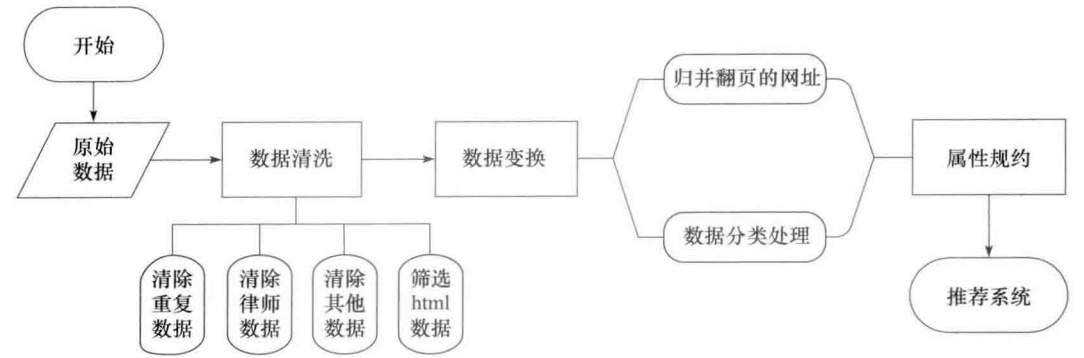 开始
原始
数据
数据清洗
数据变换
归并翻页的网址
数据分类处理
属性规约
推荐系统
清除
重复
数据
清除
律师
数据
清除
其他
数据
筛选
html
数据